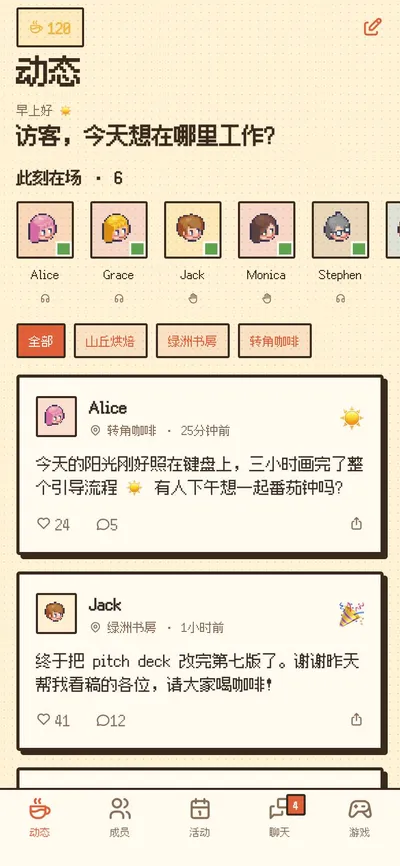 120
动态
早上好 ☀️
访客，今天想在哪里工作？
此刻在场 · 6
Alice
Grace
Jack
Monica
Stephen
全部
山丘烘焙
绿洲书房
转角咖啡
Alice
转角咖啡 · 25分钟前
今天的阳光刚好照在键盘上，三小时画完了整
个引导流程 ☀️ 有人下午想一起番茄钟吗？
24
5
Jack
绿洲书房 · 1小时前
终于把 pitch deck 改完第七版了。谢谢昨天
帮我看稿的各位，请大家喝咖啡！
41
12
动态
成员
活动
4
聊天
游戏